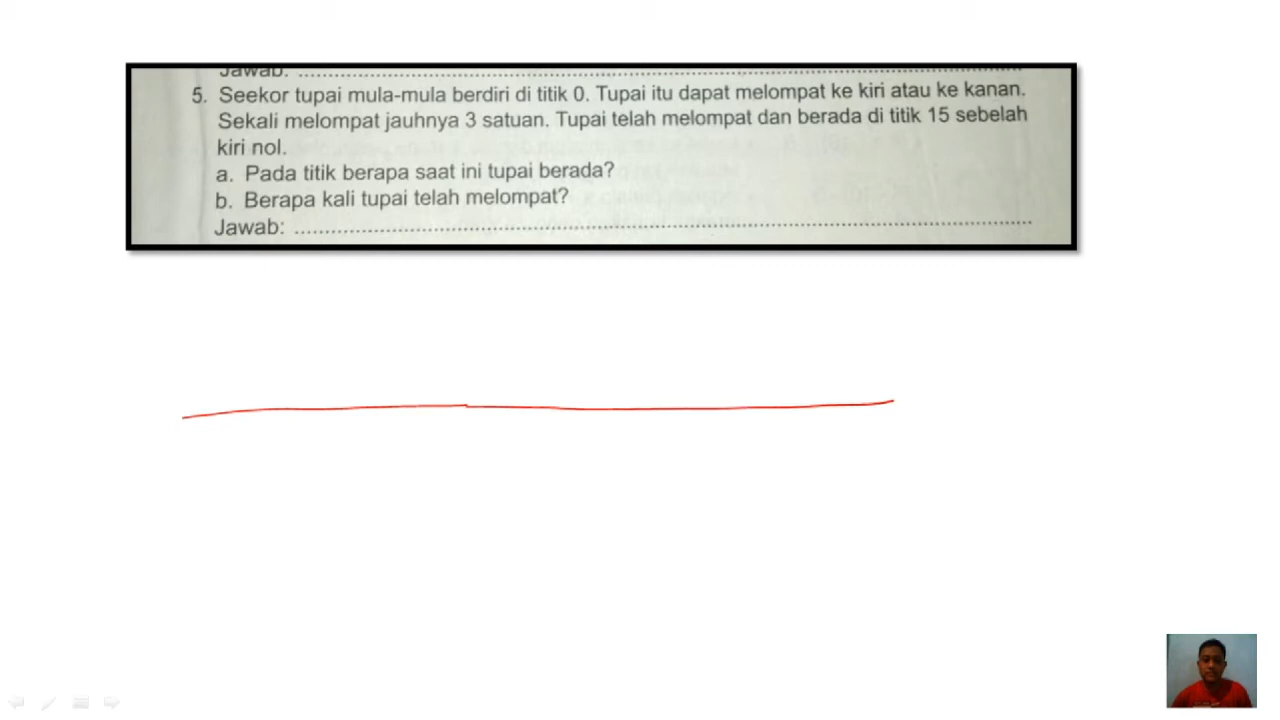 Jawab: ....................................................................................................
5. Seekor tupai mula-mula berdiri di titik 0. Tupai itu dapat melompat ke kiri atau ke kanan.
Sekali melompat jauhnya 3 satuan. Tupai telah melompat dan berada di titik 15 sebelah
kiri nol.
a. Pada titik berapa saat ini tupai berada?
b. Berapa kali tupai telah melompat?
Jawab: ....................................................................................................